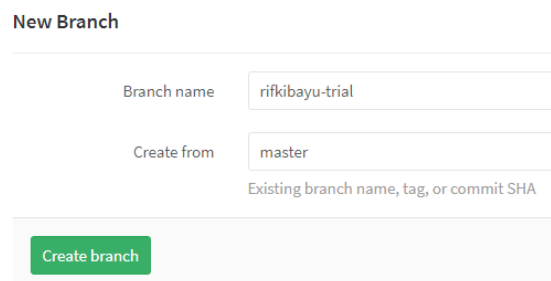 New Branch
Branch name
rifkibayu-trial
Create from
master
Existing branch name, tag, or commit SHA
Create branch